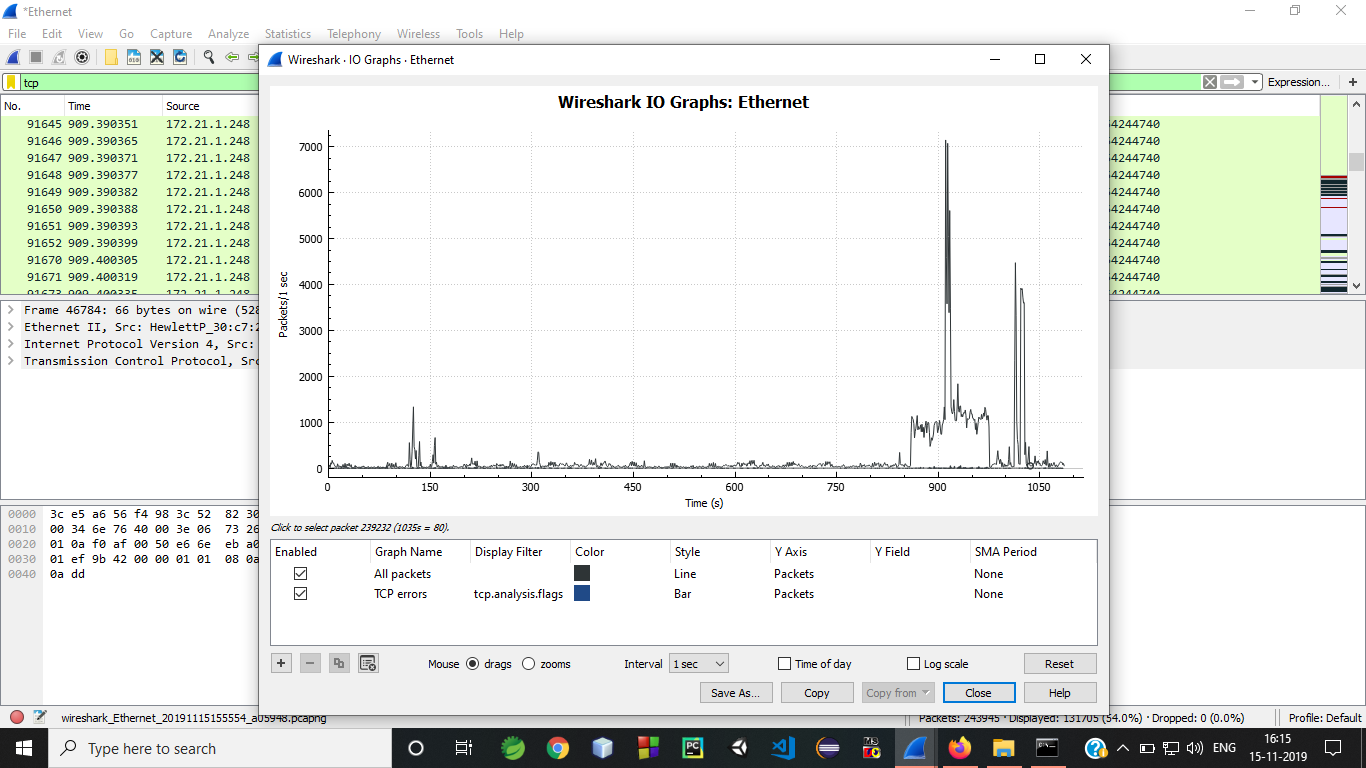 *Ethernet
File Edit View Go Capture Analyze Statistics Telephony Wireless Tools Help
tcp
Expression... +
No. Time Source
91645 909.390351 172.21.1.248 4244740
91646 909.390365 172.21.1.248 4244740
91647 909.390371 172.21.1.248 4244740
91648 909.390377 172.21.1.248 4244740
91649 909.390382 172.21.1.248 4244740
91650 909.390388 172.21.1.248 4244740
91651 909.390393 172.21.1.248 4244740
91652 909.390399 172.21.1.248 4244740
91670 909.400305 172.21.1.248 4244740
91671 909.400319 172.21.1.248 4244740
91673 909.400335 172.21.1.248 4244740
Frame 46784: 66 bytes on wire (528
Ethernet II, Src: HewlettP_30:c7:2
Internet Protocol Version 4, Src:
Transmission Control Protocol, Src
0000 3c e5 a6 56 f4 98 3c 52 82 30
0010 00 34 6e 76 40 00 3e 06 73 26
0020 01 0a f0 af 00 50 e6 6e eb a0
0030 01 ef 9b 42 00 00 01 01 08 0a
0040 0a dd
Wireshark · IO Graphs · Ethernet
Wireshark IO Graphs: Ethernet
7000
6000
5000
4000
3000
2000
1000
0
Packets/1 sec
0 150 300 450 600 750 900 1050
Time (s)
Click to select packet 239232 (1035s = 80).
Enabled Graph Name Display Filter Color Style Y Axis Y Field SMA Period
All packets Line Packets None
TCP errors tcp.analysis.flags Bar Packets None
Mouse drags zooms Interval 1 sec Time of day Log scale Reset
Save As... Copy Copy from Close Help
wireshark_Ethernet_20191115155554_a05948.pcapng
Packets: 243945 · Displayed: 131705 (54.0%) · Dropped: 0 (0.0%) Profile: Default
Type here to search
PC
ENG
16:15
15-11-2019